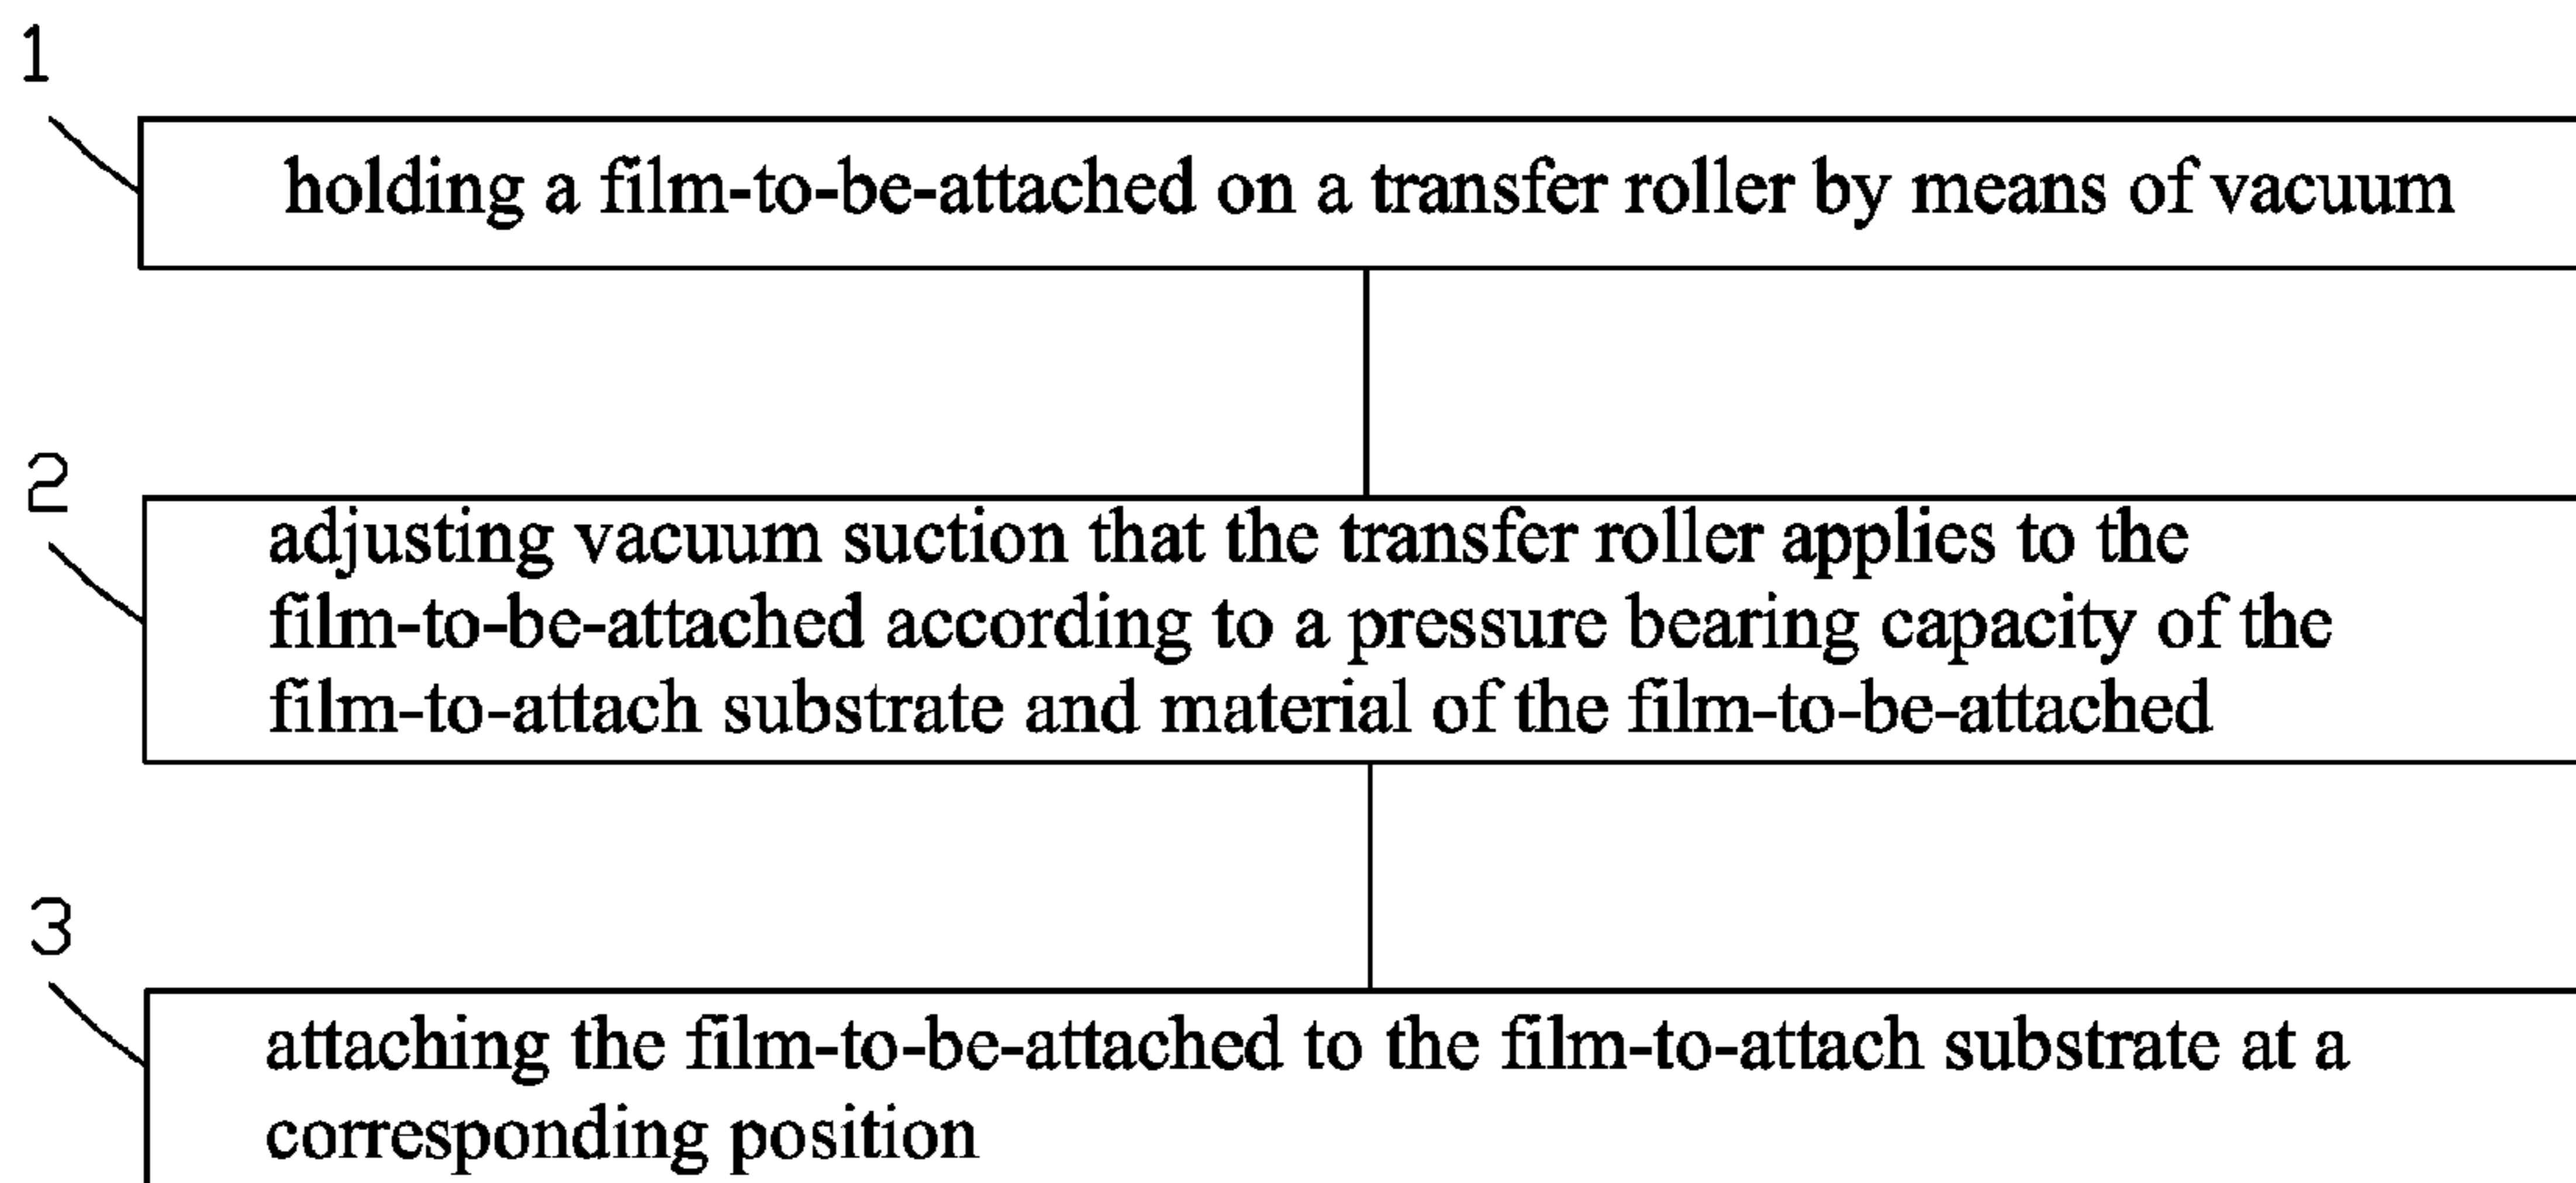 1
holding a film-to-be-attached on a transfer roller by means of vacuum
2
adjusting vacuum suction that the transfer roller applies to the
film-to-be-attached according to a pressure bearing capacity of the
film-to-attach substrate and material of the film-to-be-attached
3
attaching the film-to-be-attached to the film-to-attach substrate at a
corresponding position